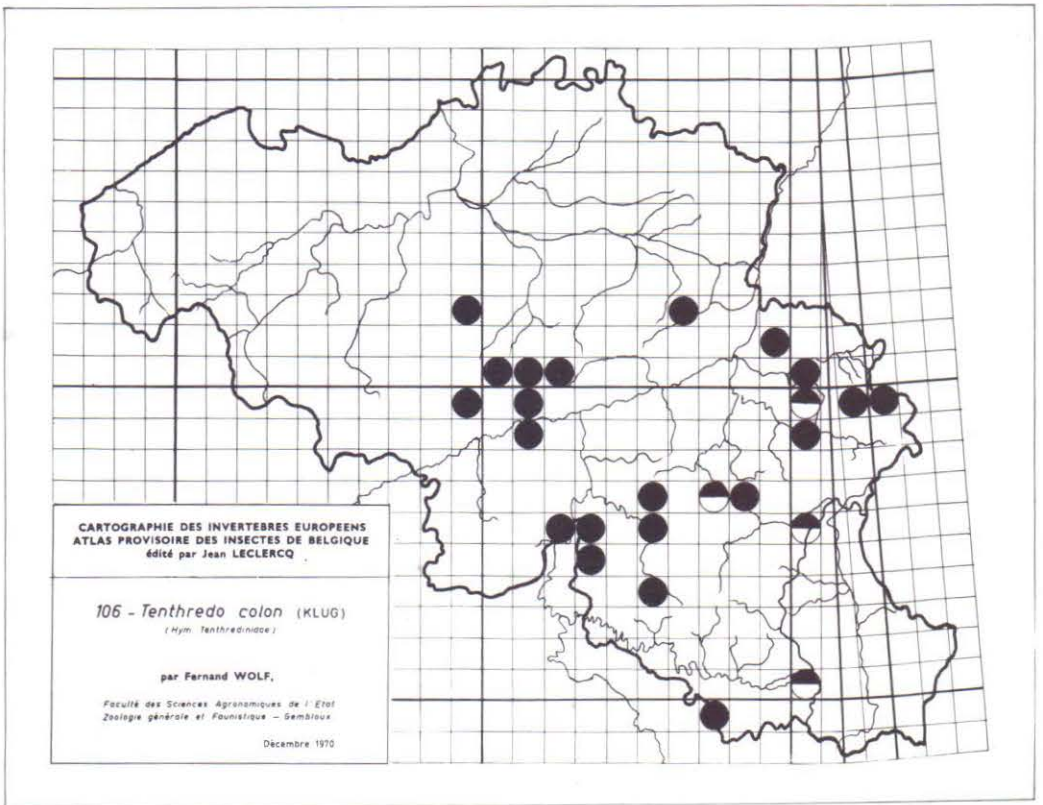 CARTOGRAPHIE DES INVERTEBRES EUROPEENS
ATLAS PROVISOIRE DES INSECTES DE BELGIQUE
édité par Jean LECLERCQ
106 - Tenthredo colon (KLUG)
(Hym. Tenthredinidae)
par Fernand WOLF,
Faculté des Sciences Agronomiques de l'Etat
Zoologie générale et Faunistique - Gembloux
Décembre 1970